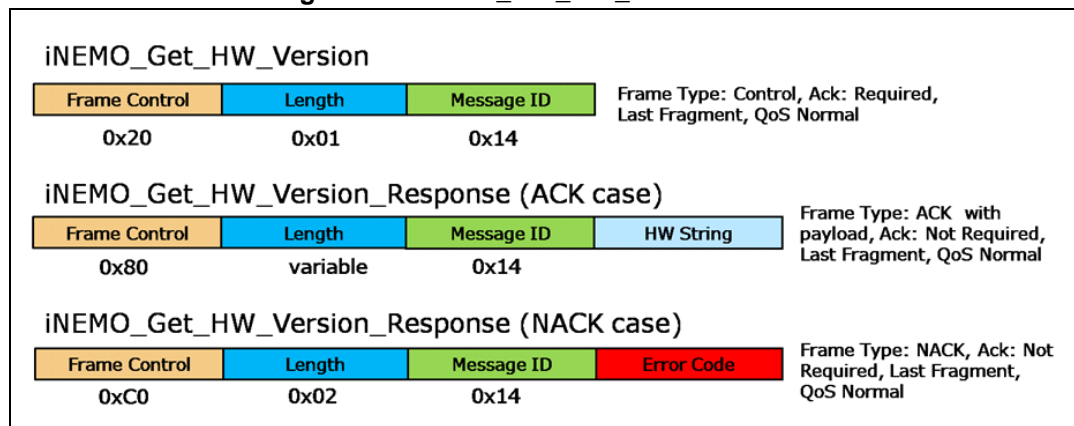 iNEMO_Get_HW_Version
Frame Control Length Message ID
0x20 0x01 0x14
Frame Type: Control, Ack: Required,
Last Fragment, QoS Normal
iNEMO_Get_HW_Version_Response (ACK case)
Frame Control Length Message ID HW String
0x80 variable 0x14
Frame Type: ACK with
payload, Ack: Not Required,
Last Fragment, QoS Normal
iNEMO_Get_HW_Version_Response (NACK case)
Frame Control Length Message ID Error Code
0xC0 0x02 0x14
Frame Type: NACK, Ack: Not
Required, Last Fragment,
QoS Normal